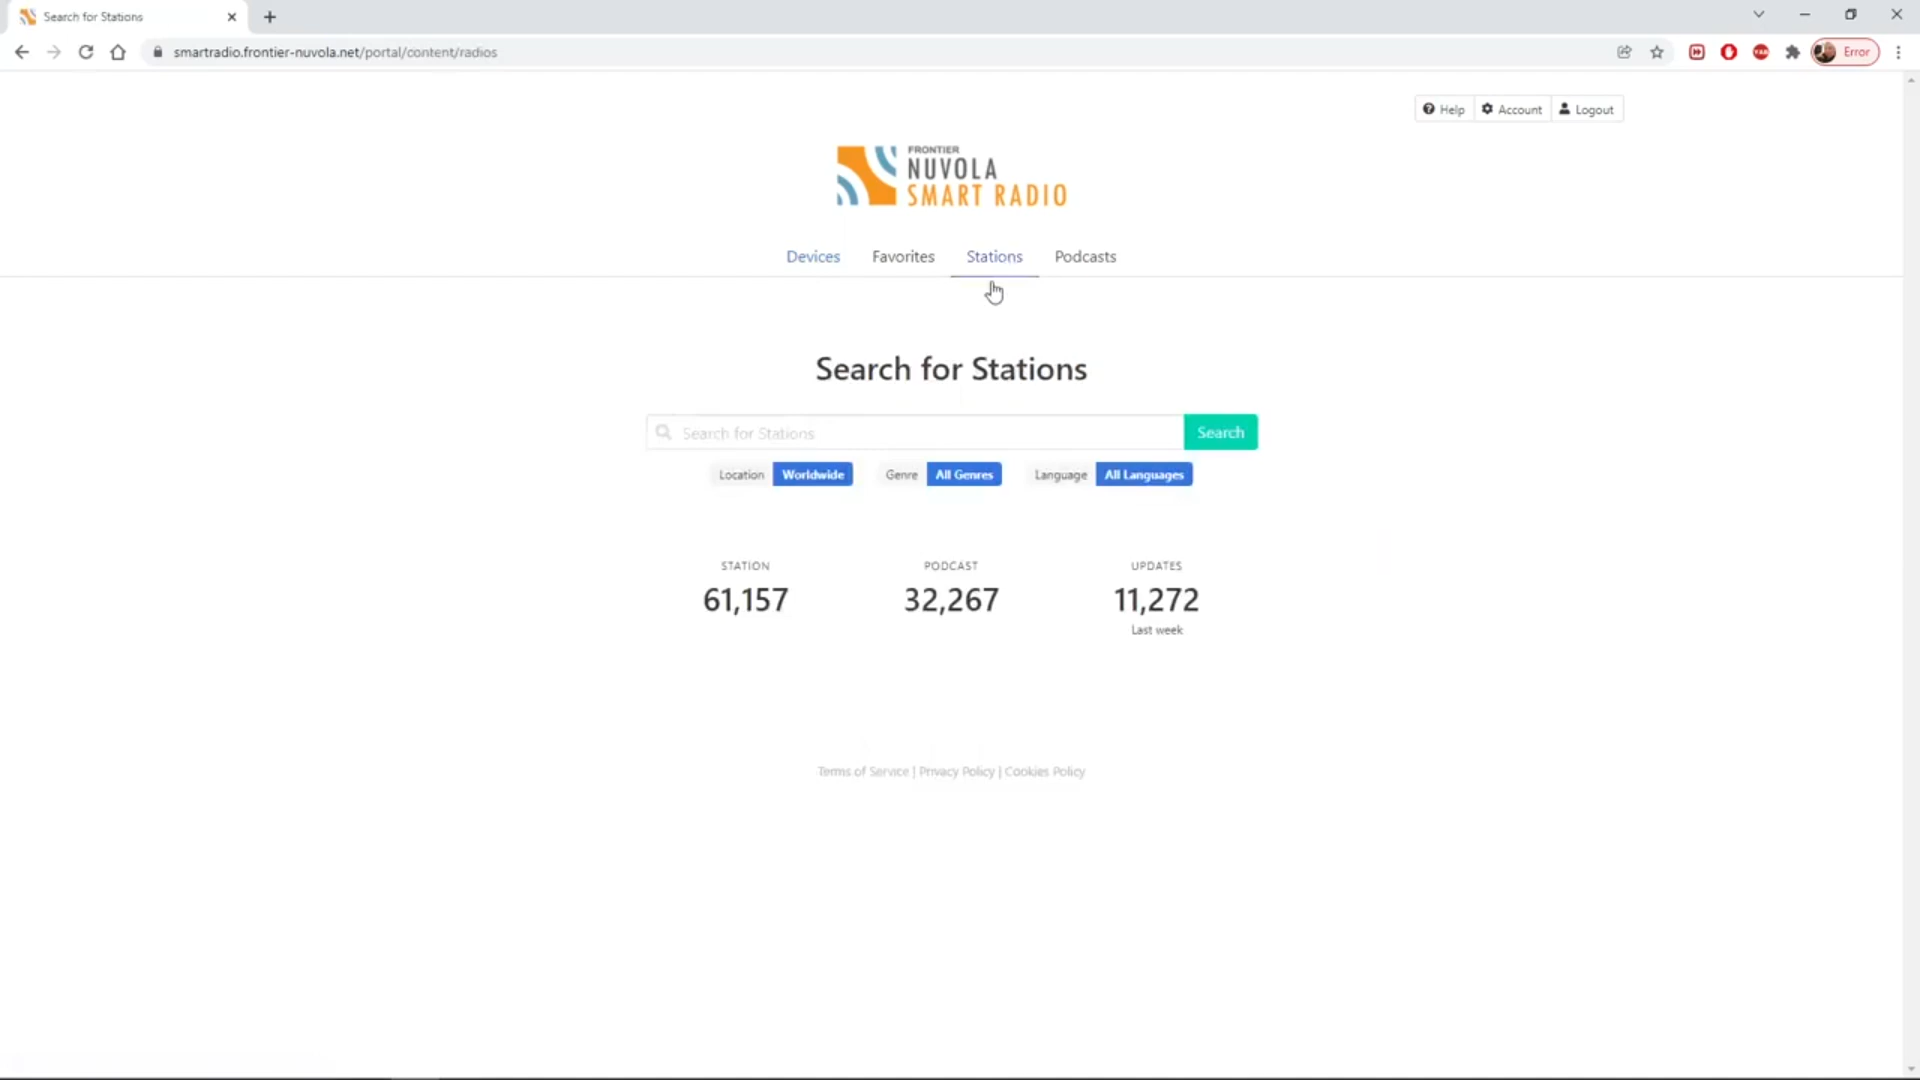 Search for Stations
smartradio.frontier-nuvola.net/portal/content/radios
Error
Help Account Logout
FRONTIER
NUVOLA
SMART RADIO
Devices Favorites Stations Podcasts
Search for Stations
Search for Stations Search
Location Worldwide Genre All Genres Language All Languages
STATION PODCAST UPDATES
61,157 32,267 11,272
Last week
Terms of Service | Privacy Policy | Cookies Policy